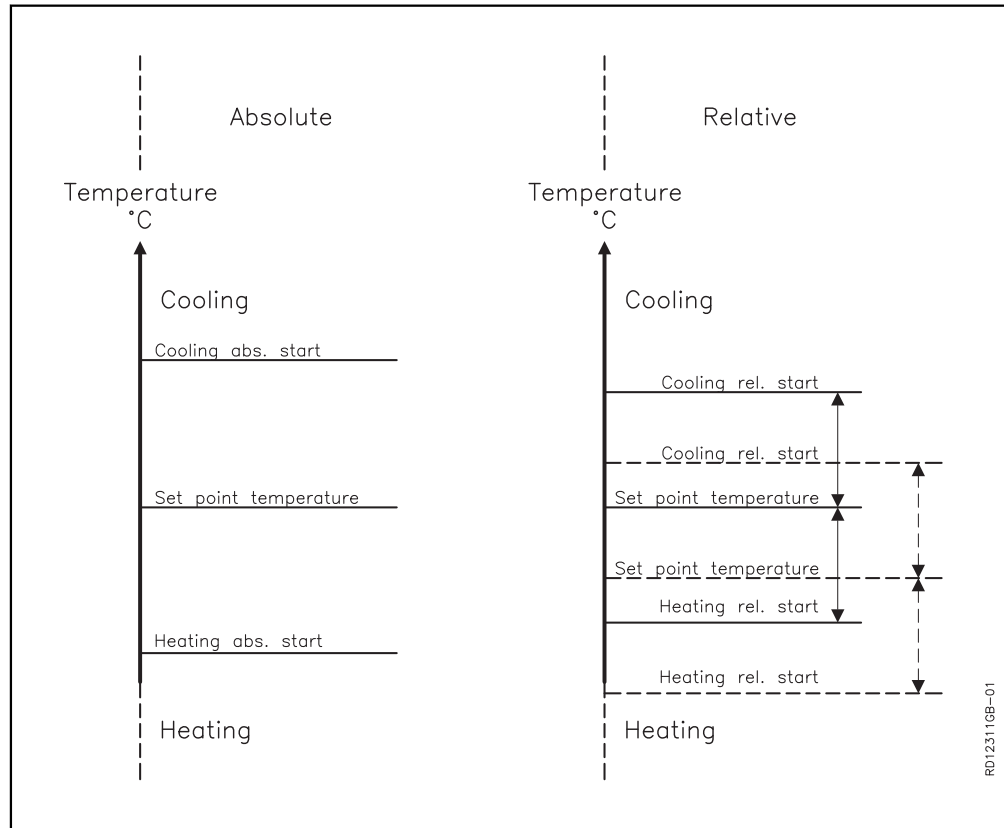 Absolute
Temperature
°C
Cooling
Cooling abs. start
Set point temperature
Heating abs. start
Heating
Relative
Temperature
°C
Cooling
Cooling rel. start
Cooling rel. start
Set point temperature
Set point temperature
Heating rel. start
Heating rel. start
Heating
RD12311GB-01